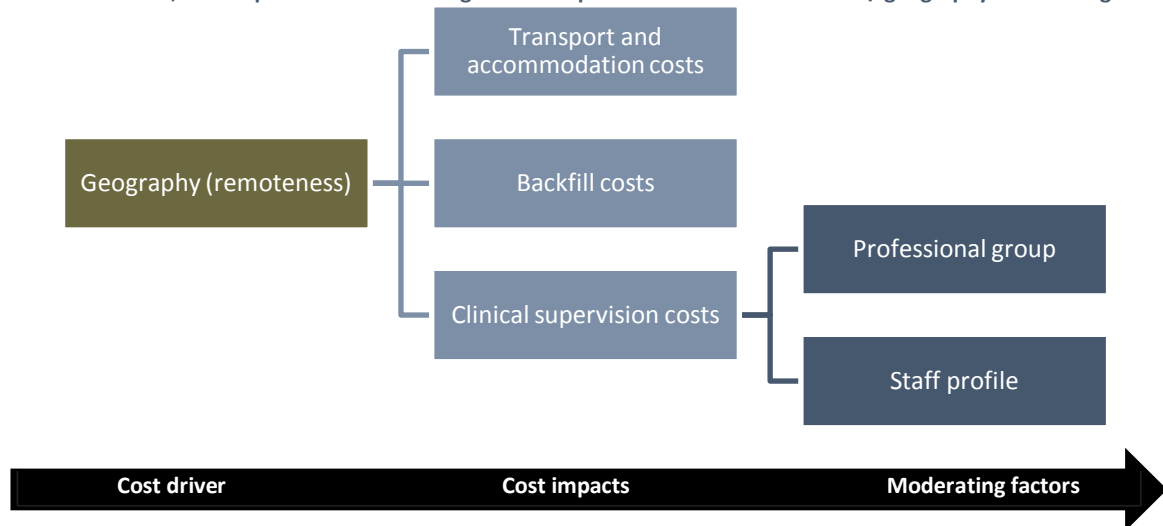 Transport and
accommodation costs
Geography (remoteness)
Backfill costs
Professional group
Clinical supervision costs
Staff profile
Cost driver
Cost impacts
Moderating factors